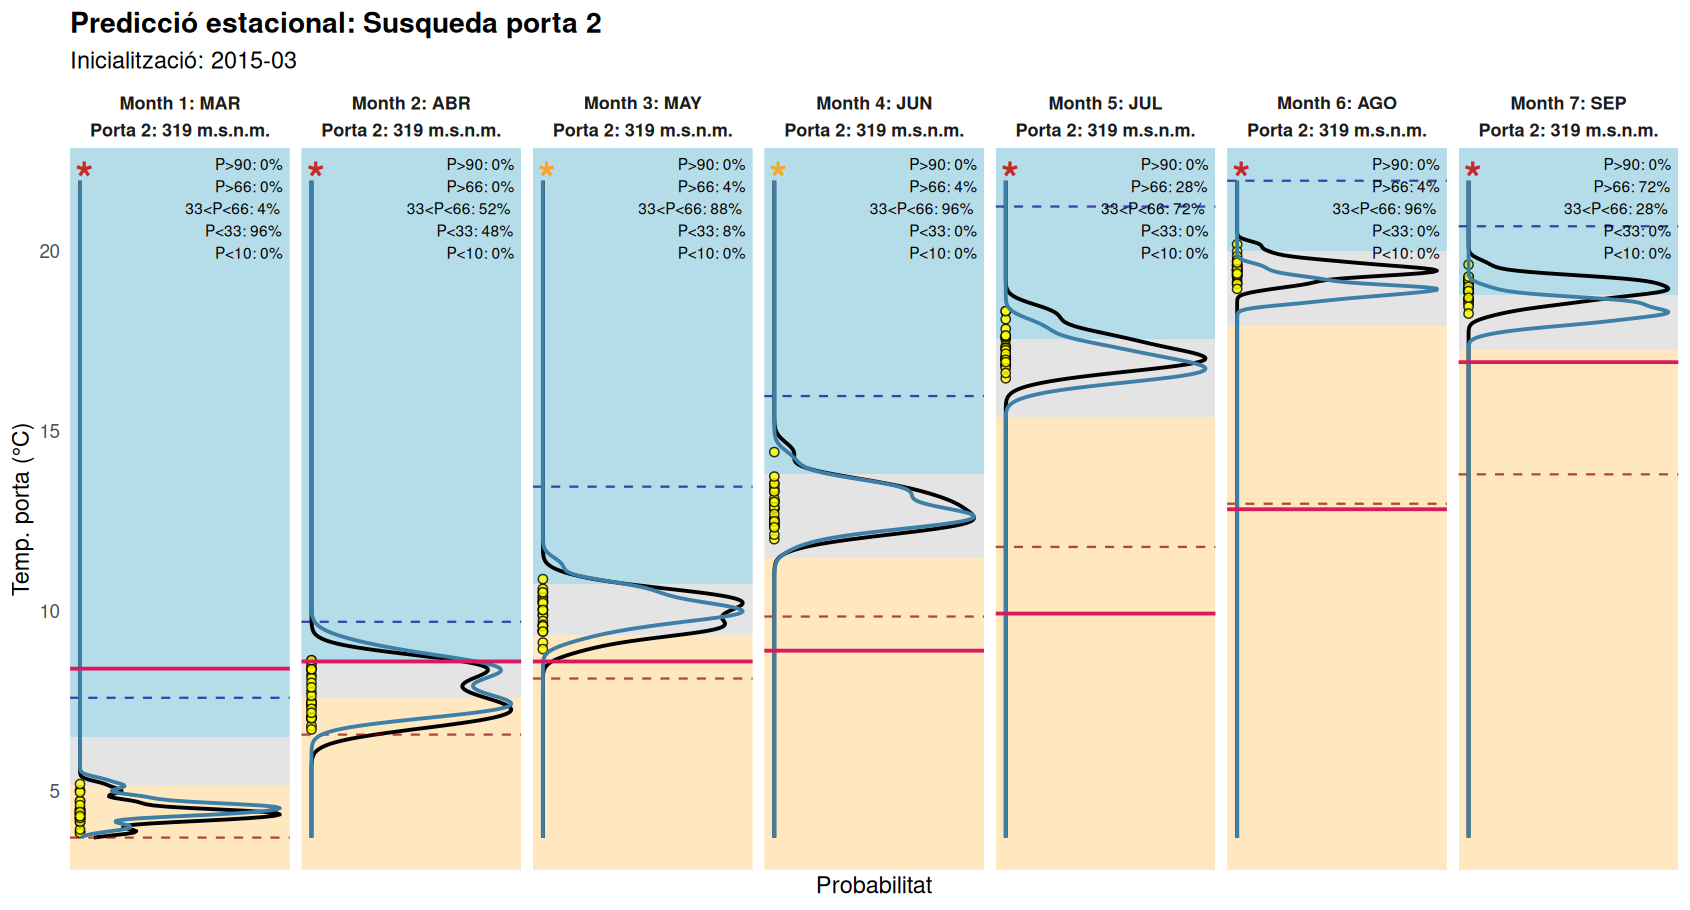 Predicció estacional: Susqueda porta 2
Inicialització: 2015-03
Month 1: MAR
Porta 2: 319 m.s.n.m.
Month 2: ABR
Porta 2: 319 m.s.n.m.
Month 3: MAY
Porta 2: 319 m.s.n.m.
Month 4: JUN
Porta 2: 319 m.s.n.m.
Month 5: JUL
Porta 2: 319 m.s.n.m.
Month 6: AGO
Porta 2: 319 m.s.n.m.
Month 7: SEP
Porta 2: 319 m.s.n.m.
*
P>90: 0%
P>66: 0%
33<P<66: 4%
P<33: 96%
P<10: 0%
*
P>90: 0%
P>66: 0%
33<P<66: 52%
P<33: 48%
P<10: 0%
*
P>90: 0%
P>66: 4%
33<P<66: 88%
P<33: 8%
P<10: 0%
*
P>90: 0%
P>66: 4%
33<P<66: 96%
P<33: 0%
P<10: 0%
*
P>90: 0%
P>66: 28%
33<P<66: 72%
P<33: 0%
P<10: 0%
*
P>90: 0%
P>66: 4%
33<P<66: 96%
P<33: 0%
P<10: 0%
*
P>90: 0%
P>66: 72%
33<P<66: 28%
P<33: 0%
P<10: 0%
Temp. porta (°C)
20
15
10
5
Probabilitat